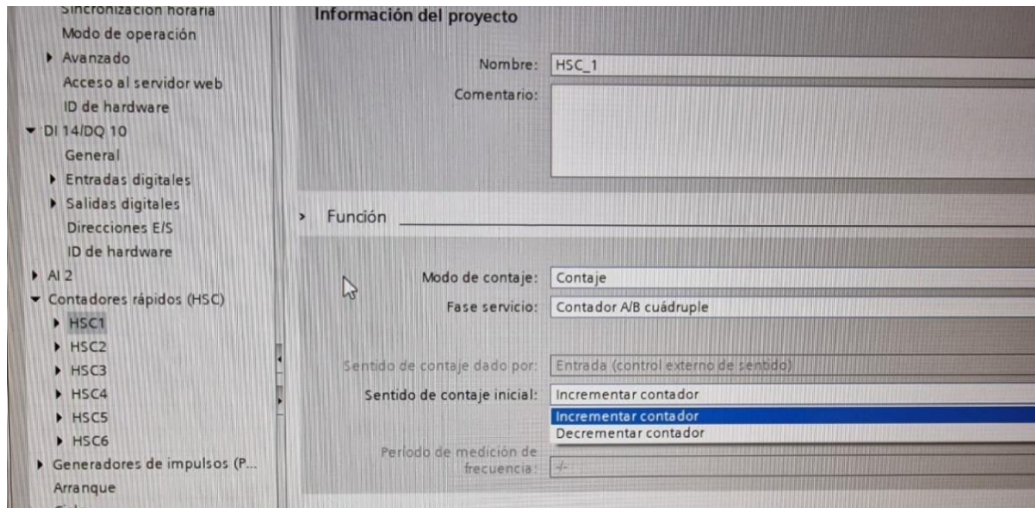 Sincronización horaria
Modo de operación
Avanzado
Acceso al servidor web
ID de hardware
DI 14/DQ 10
General
Entradas digitales
Salidas digitales
Direcciones E/S
ID de hardware
AI 2
Contadores rápidos (HSC)
HSC1
HSC2
HSC3
HSC4
HSC5
HSC6
Generadores de impulsos (P...
Arranque
Información del proyecto
Nombre: HSC_1
Comentario:
Función
Modo de contaje: Contaje
Fase servicio: Contador A/B cuádruple
Sentido de contaje dado por: Entrada (control externo de sentido)
Sentido de contaje inicial: Incrementar contador
Incrementar contador
Decrementar contador
Período de medición de
frecuencia: -/-